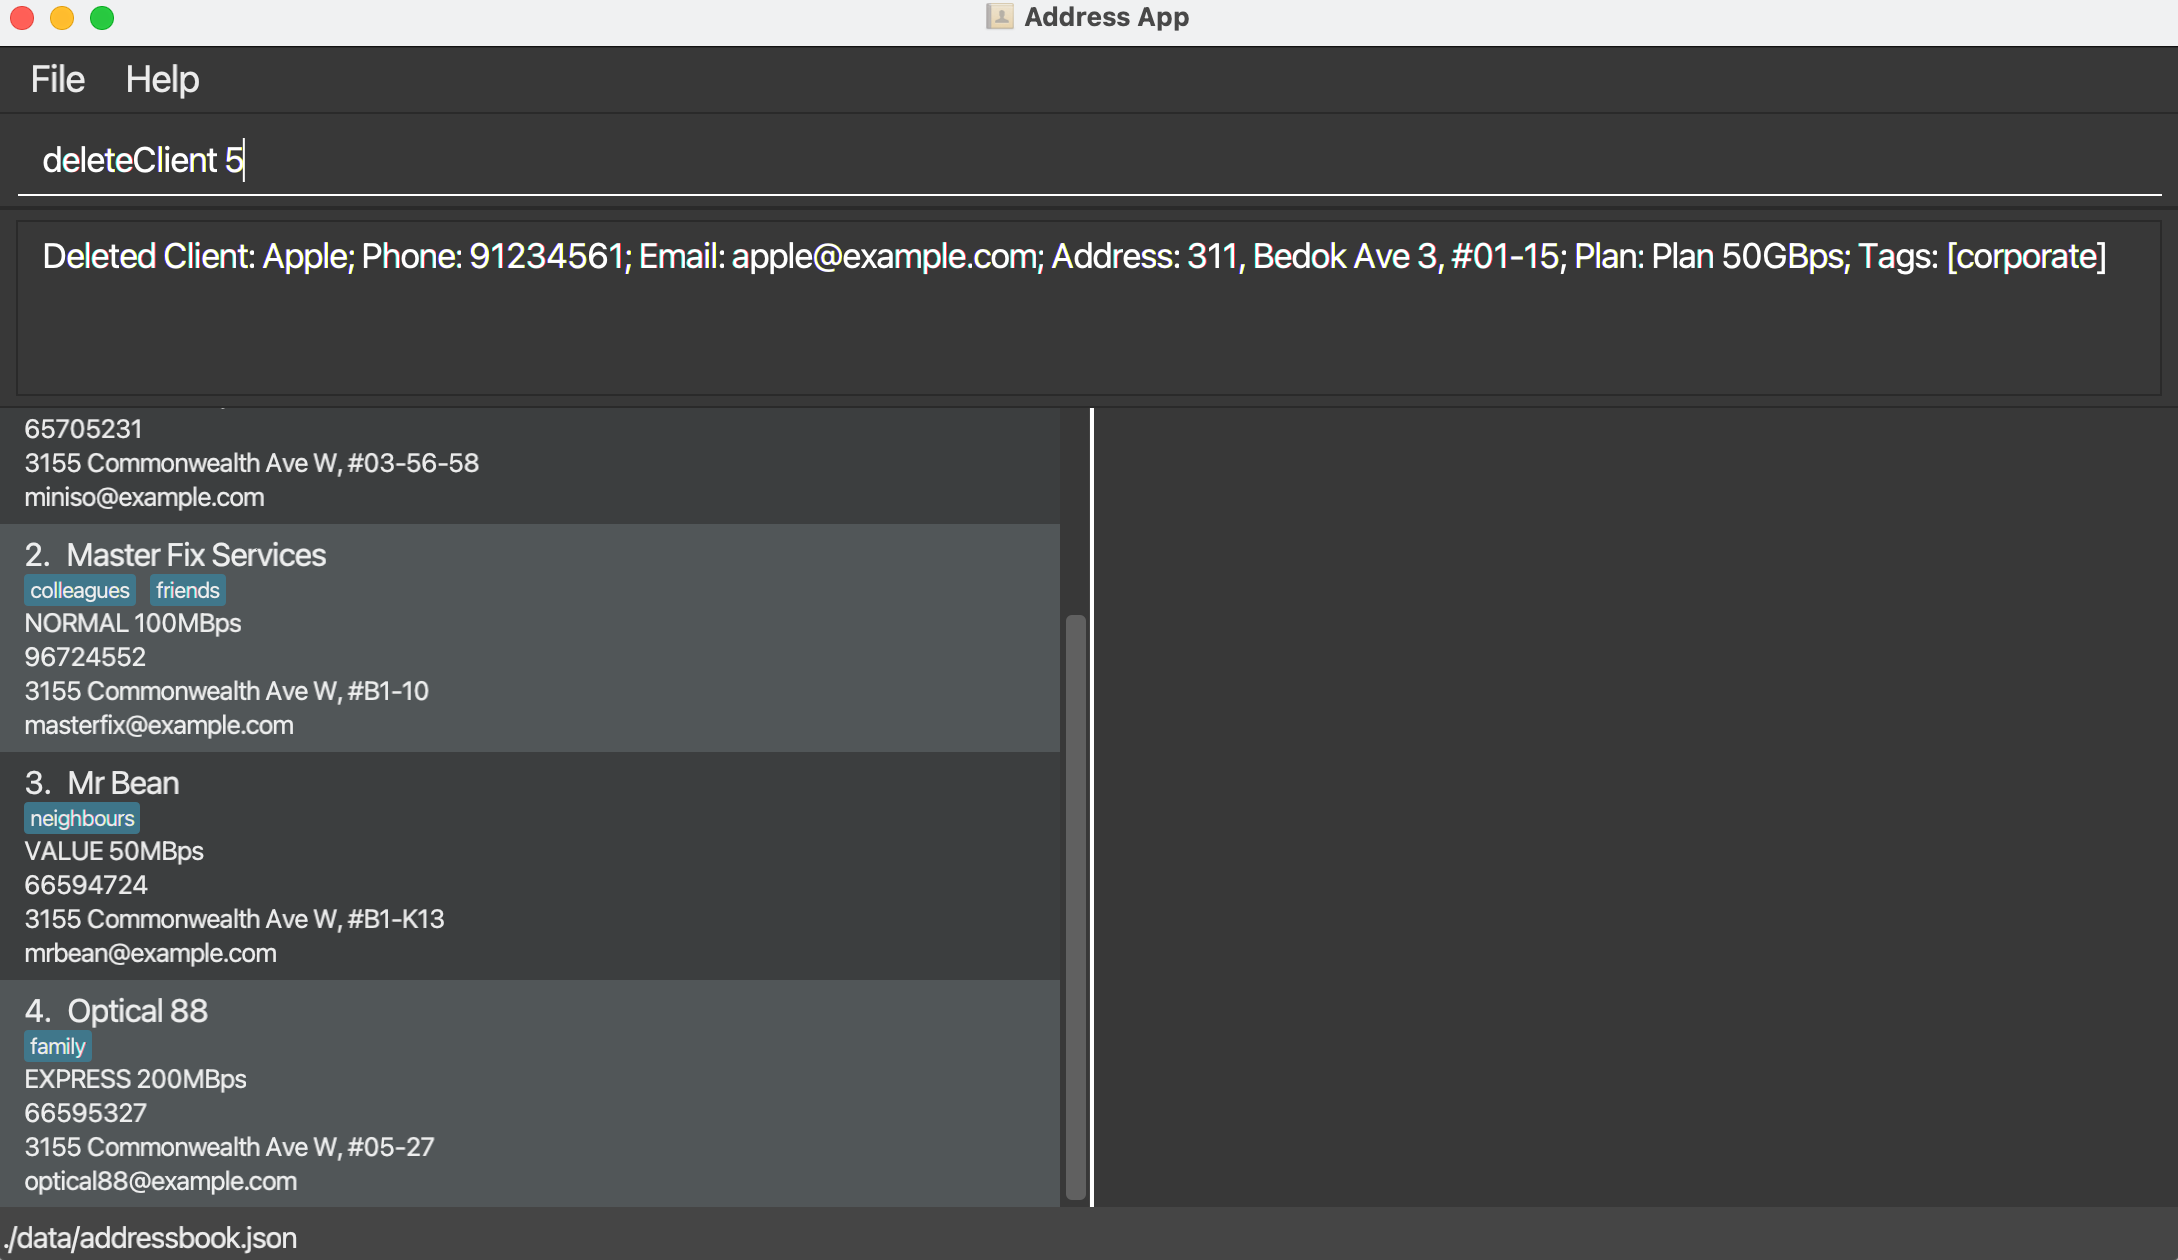 Address App
File Help
deleteClient 5
Deleted Client: Apple; Phone: 91234561; Email: apple@example.com; Address: 311, Bedok Ave 3, #01-15; Plan: Plan 50GBps; Tags: [corporate]
65705231
3155 Commonwealth Ave W, #03-56-58
miniso@example.com
2. Master Fix Services
colleagues friends
NORMAL 100MBps
96724552
3155 Commonwealth Ave W, #B1-10
masterfix@example.com
3. Mr Bean
neighbours
VALUE 50MBps
66594724
3155 Commonwealth Ave W, #B1-K13
mrbean@example.com
4. Optical 88
family
EXPRESS 200MBps
66595327
3155 Commonwealth Ave W, #05-27
optical88@example.com
./data/addressbook.json